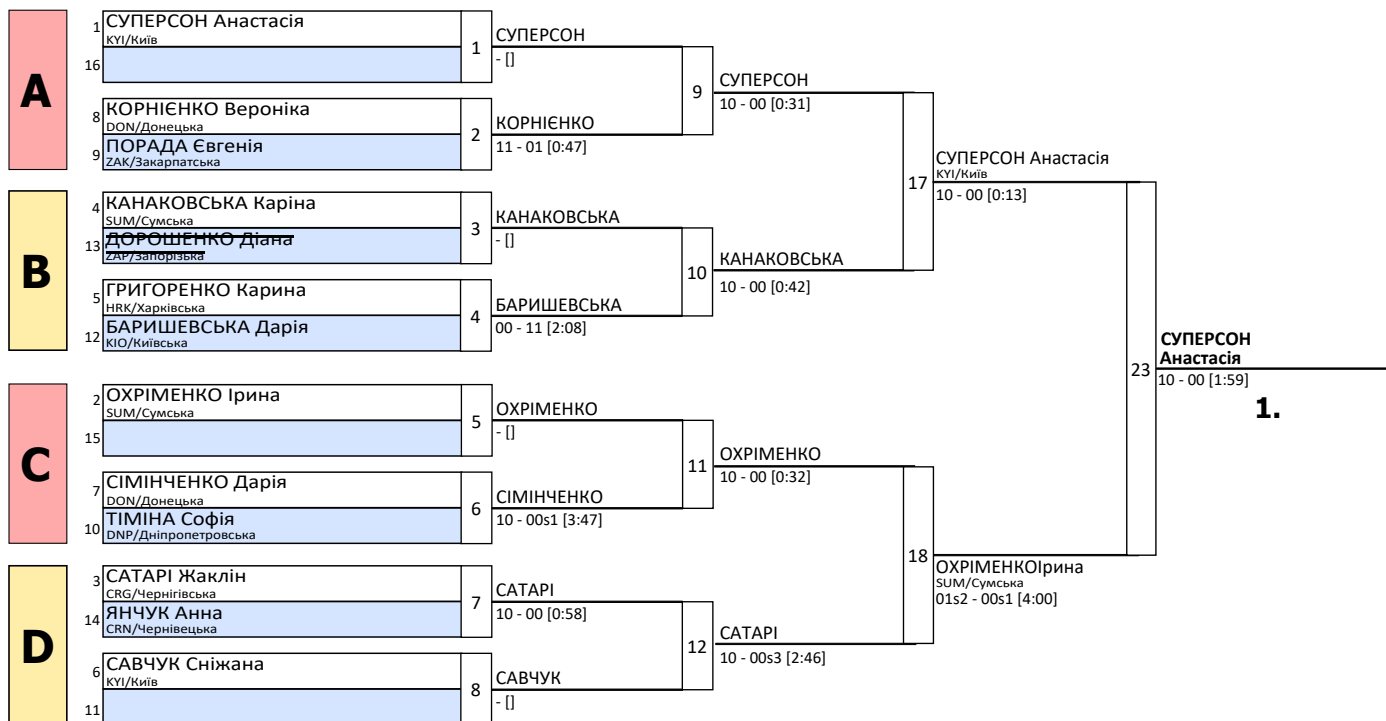 A
1 СУПЕРСОН Анастасія
KYI/Київ
16
1
СУПЕРСОН
- []
8 КОРНІЄНКО Вероніка
DON/Донецька
9 ПОРАДА Євгенія
ZAK/Закарпатська
2
КОРНІЄНКО
11 - 01 [0:47]
9
СУПЕРСОН
10 - 00 [0:31]
B
4 КАНАКОВСЬКА Каріна
SUM/Сумська
13 ДОРОШЕНКО Діана
ZAP/Запорізька
3
КАНАКОВСЬКА
- []
5 ГРИГОРЕНКО Карина
HRK/Харківська
12 БАРИШЕВСЬКА Дарія
KIO/Київська
4
БАРИШЕВСЬКА
00 - 11 [2:08]
10
КАНАКОВСЬКА
10 - 00 [0:42]
17
СУПЕРСОН Анастасія
KYI/Київ
10 - 00 [0:13]
C
2 ОХРІМЕНКО Ірина
SUM/Сумська
15
5
ОХРІМЕНКО
- []
7 СІМІНЧЕНКО Дарія
DON/Донецька
10 ТІМІНА Софія
DNP/Дніпропетровська
6
СІМІНЧЕНКО
10 - 00s1 [3:47]
11
ОХРІМЕНКО
10 - 00 [0:32]
D
3 САТАРІ Жаклін
CRG/Чернігівська
14 ЯНЧУК Анна
CRN/Чернівецька
7
САТАРІ
10 - 00 [0:58]
6 САВЧУК Сніжана
KYI/Київ
11
8
САВЧУК
- []
12
САТАРІ
10 - 00s3 [2:46]
18
ОХРІМЕНКОІрина
SUM/Сумська
01s2 - 00s1 [4:00]
23
СУПЕРСОН
Анастасія
10 - 00 [1:59]
1.